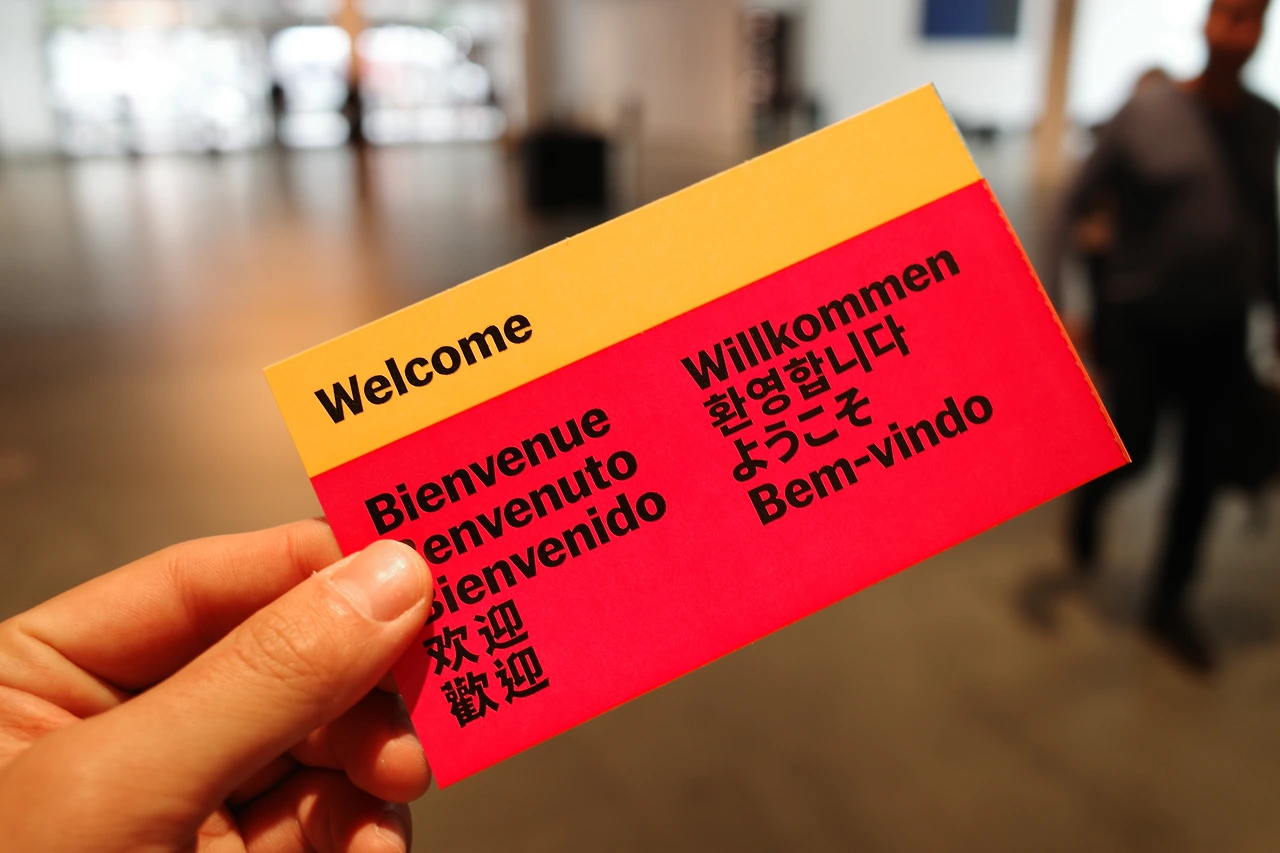 Welcome
Bienvenue
Benvenuto
Bienvenido
欢迎
歡迎
Willkommen
환영합니다
ようこそ
Bem-vindo